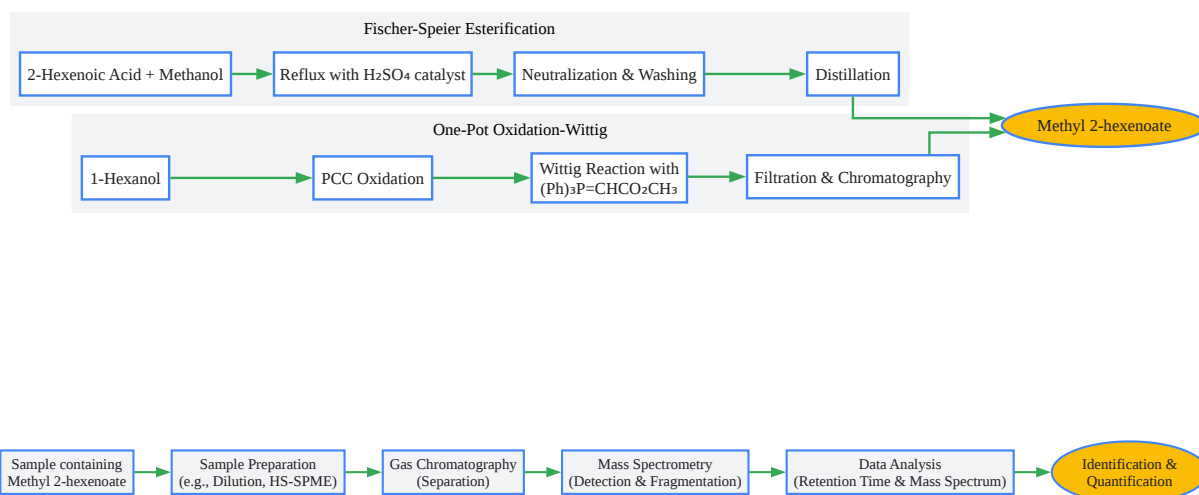 Fischer-Speier Esterification
2-Hexenoic Acid + Methanol
Reflux with H₂SO₄ catalyst
Neutralization & Washing
Distillation
Methyl 2-hexenoate
One-Pot Oxidation-Wittig
1-Hexanol
PCC Oxidation
Wittig Reaction with
(Ph)₃P=CHCO₂CH₃
Filtration & Chromatography
Sample containing
Methyl 2-hexenoate
Sample Preparation
(e.g., Dilution, HS-SPME)
Gas Chromatography
(Separation)
Mass Spectrometry
(Detection & Fragmentation)
Data Analysis
(Retention Time & Mass Spectrum)
Identification &
Quantification